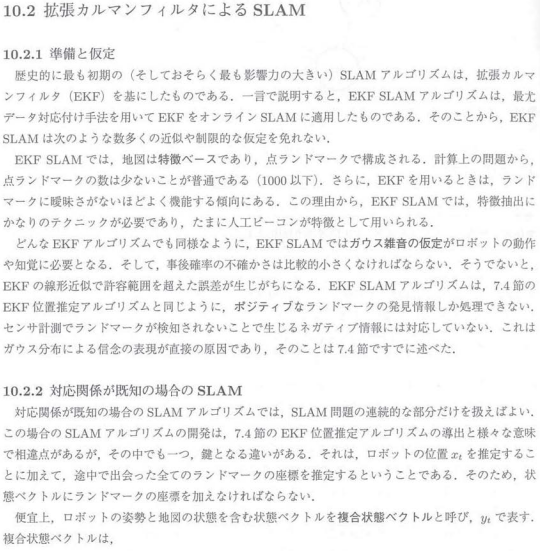 10.2 拡張カルマンフィルタによる SLAM
10.2.1 準備と仮定
歴史的に最も初期の（そしておそらく最も影響力の大きい）SLAM アルゴリズムは，拡張カルマ
ンフィルタ（EKF）を基にしたものである．一言で説明すると，EKF SLAM アルゴリズムは，最尤
データ対応付け手法を用いて EKF をオンライン SLAM に適用したものである．そのことから，EKF
SLAM は次のような数多くの近似や制限的な仮定を免れない．
EKF SLAM では，地図は特徴ベースであり，点ランドマークで構成される．計算上の問題から，
点ランドマークの数は少ないことが普通である（1000 以下）．さらに，EKF を用いるときは，ランド
マークに曖昧さがないほどよく機能する傾向にある．この理由から，EKF SLAM では，特徴抽出に
かなりのテクニックが必要であり，たまに人工ビーコンが特徴として用いられる．
どんな EKF アルゴリズムでも同様なように，EKF SLAM ではガウス雑音の仮定がロボットの動作
や知覚に必要となる．そして，事後確率の不確かさは比較的小さくなければならない．そうでないと，
EKF の線形近似で許容範囲を超えた誤差が生じがちになる．EKF SLAM アルゴリズムは，7.4 節の
EKF 位置推定アルゴリズムと同じように，ポジティブなランドマークの発見情報しか処理できない．
センサ計測でランドマークが検知されないことで生じるネガティブ情報には対応していない．これは
ガウス分布による信念の表現が直接の原因であり，そのことは 7.4 節ですでに述べた．
10.2.2 対応関係が既知の場合の SLAM
対応関係が既知の場合の SLAM アルゴリズムでは，SLAM 問題の連続的な部分だけを扱えばよい．
この場合の SLAM アルゴリズムの開発は，7.4 節の EKF 位置推定アルゴリズムの導出と様々な意味
で相違点があるが，その中でも一つ，鍵となる違いがある．それは，ロボットの位置 xt を推定するこ
とに加えて，途中で出会った全てのランドマークの座標を推定するということである．そのため，状
態ベクトルにランドマークの座標を加えなければならない．
便宜上，ロボットの姿勢と地図の状態を含む状態ベクトルを複合状態ベクトルと呼び，yt で表す．
複合状態ベクトルは，